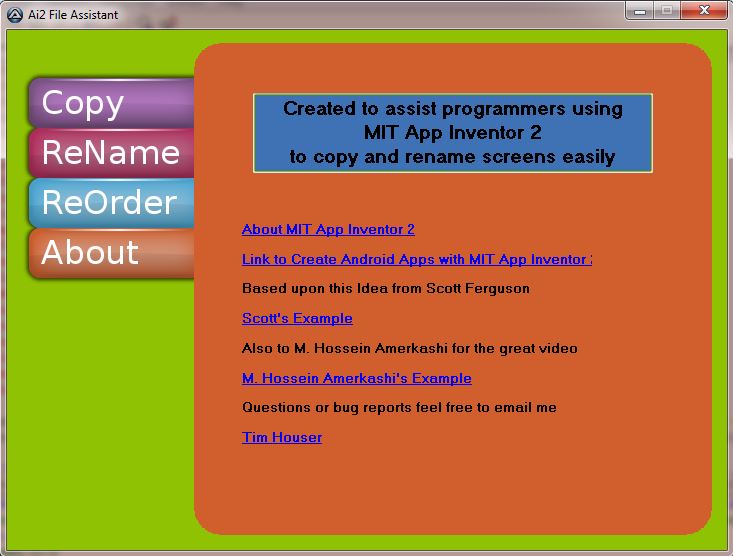 Ai2 File Assistant
Copy
ReName
ReOrder
About
Created to assist programmers using
MIT App Inventor 2
to copy and rename screens easily
About MIT App Inventor 2
Link to Create Android Apps with MIT App Inventor
Based upon this Idea from Scott Ferguson
Scott's Example
Also to M. Hossein Amerkashi for the great video
M. Hossein Amerkashi's Example
Questions or bug reports feel free to email me
Tim Houser